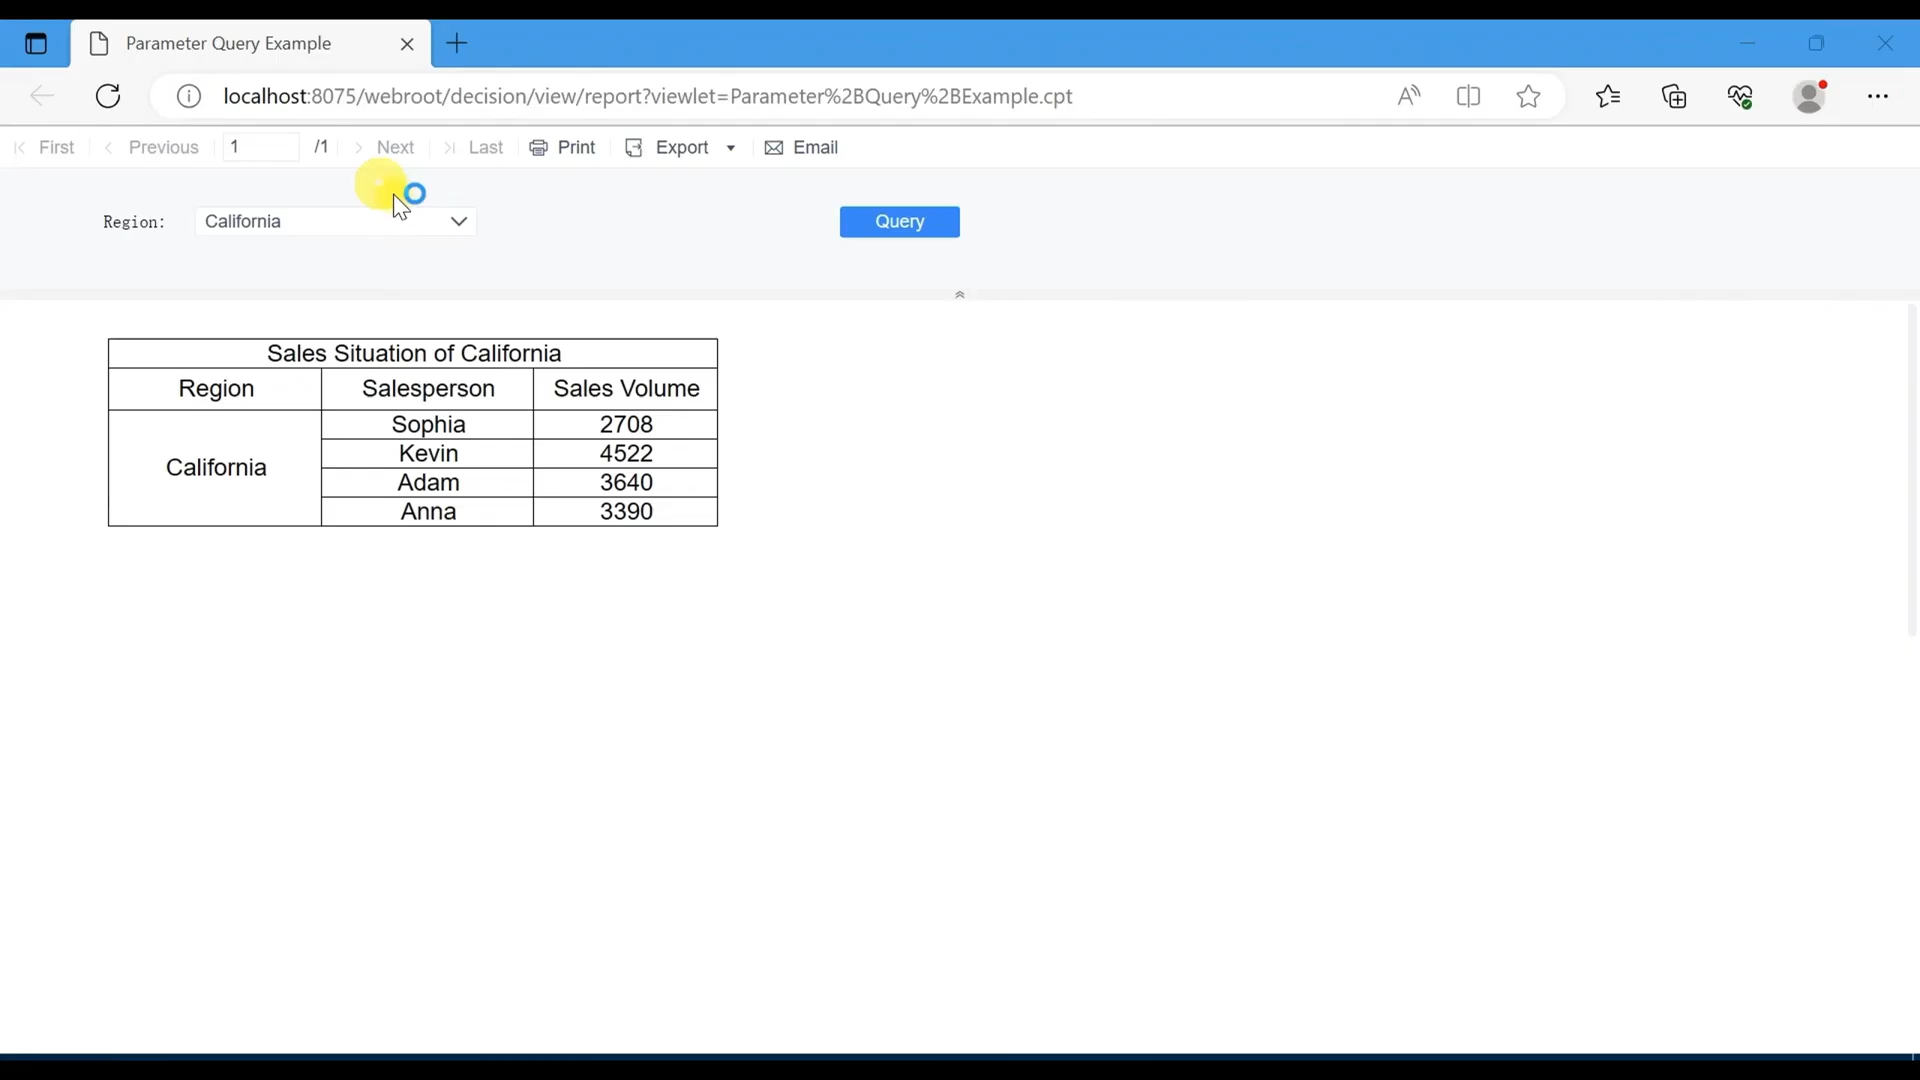 Parameter Query Example
localhost:8075/webroot/decision/view/report?viewlet=Parameter%2BQuery%2BExample.cpt
First Previous 1 /1 Next Last Print Export Email
Region: California Query
Sales Situation of California
Region Salesperson Sales Volume
Sophia 2708
Kevin 4522
California
Adam 3640
Anna 3390